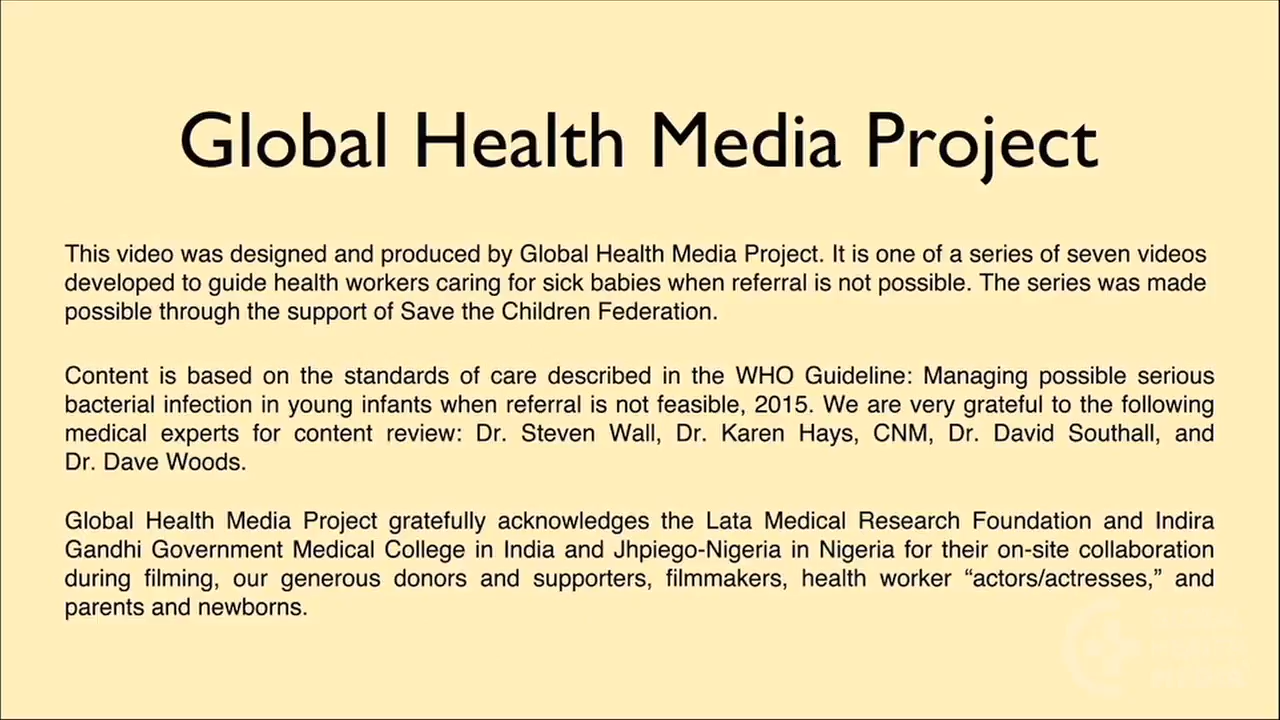 Global Health Media Project
This video was designed and produced by Global Health Media Project. It is one of a series of seven videos
developed to guide health workers caring for sick babies when referral is not possible. The series was made
possible through the support of Save the Children Federation.
Content is based on the standards of care described in the WHO Guideline: Managing possible serious
bacterial infection in young infants when referral is not feasible, 2015. We are very grateful to the following
medical experts for content review: Dr. Steven Wall, Dr. Karen Hays, CNM, Dr. David Southall, and
Dr. Dave Woods.
Global Health Media Project gratefully acknowledges the Lata Medical Research Foundation and Indira
Gandhi Government Medical College in India and Jhpiego-Nigeria in Nigeria for their on-site collaboration
during filming, our generous donors and supporters, filmmakers, health worker “actors/actresses,” and
parents and newborns.